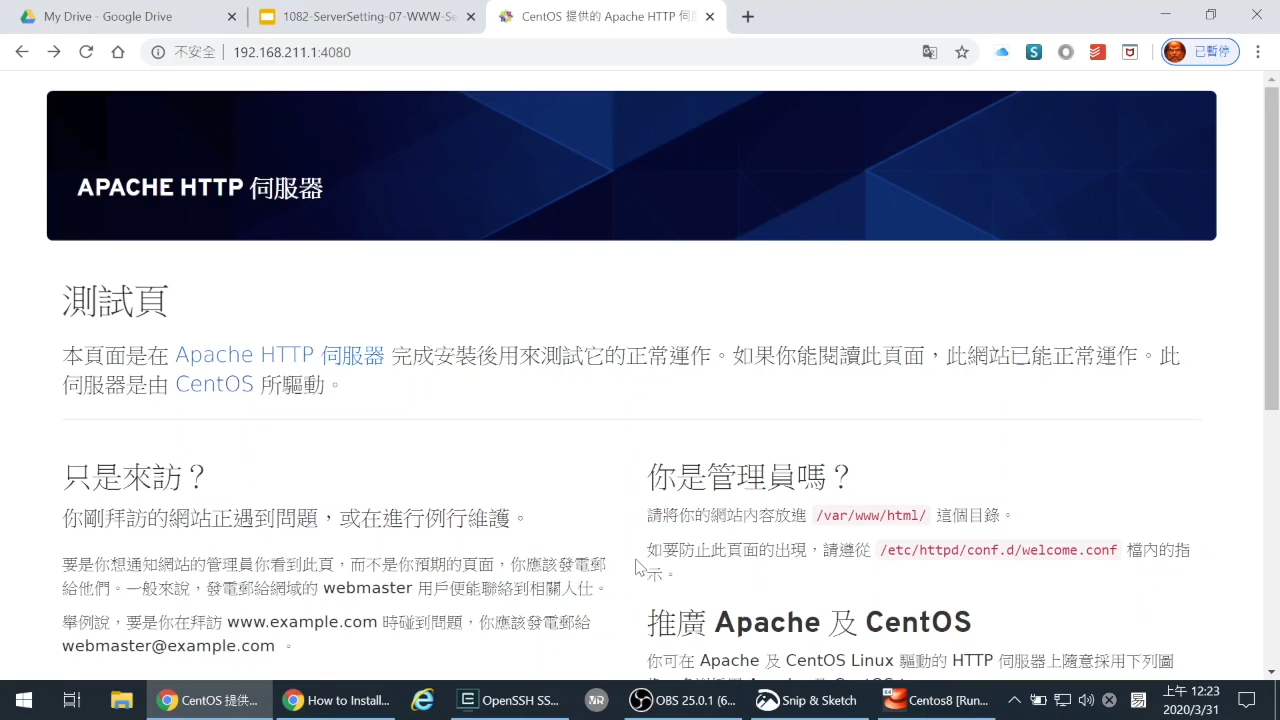 My Drive - Google Drive
1082-ServerSetting-07-WWW-Se
CentOS 提供的 Apache HTTP 伺
不安全
192.168.211.1:4080
已暫停
APACHE HTTP 伺服器
測試頁
本頁面是在 Apache HTTP 伺服器 完成安裝後用來測試它的正常運作。如果你能閱讀此頁面，此網站已能正常運作。此
伺服器是由 CentOS 所驅動。
只是來訪？
你剛拜訪的網站正遇到問題，或在進行例行維護。
要是你想通知網站的管理員你看到此頁，而不是你預期的頁面，你應該發電郵
給他們。一般來說，發電郵給網域的 webmaster 用戶便能聯絡到相關人仕。
舉例說，要是你在拜訪 www.example.com 時碰到問題，你應該發電郵給
webmaster@example.com 。
你是管理員嗎？
請將你的網站內容放進 /var/www/html/ 這個目錄。
如要防止此頁面的出現，請遵從 /etc/httpd/conf.d/welcome.conf 檔內的指
示。
推廣 Apache 及 CentOS
你可在 Apache 及 CentOS Linux 驅動的 HTTP 伺服器上隨意採用下列圖
CentOS 提供...
How to Install...
OpenSSH SS...
OBS 25.0.1 (6...
Snip & Sketch
Centos8 [Run...
上午 12:23
2020/3/31